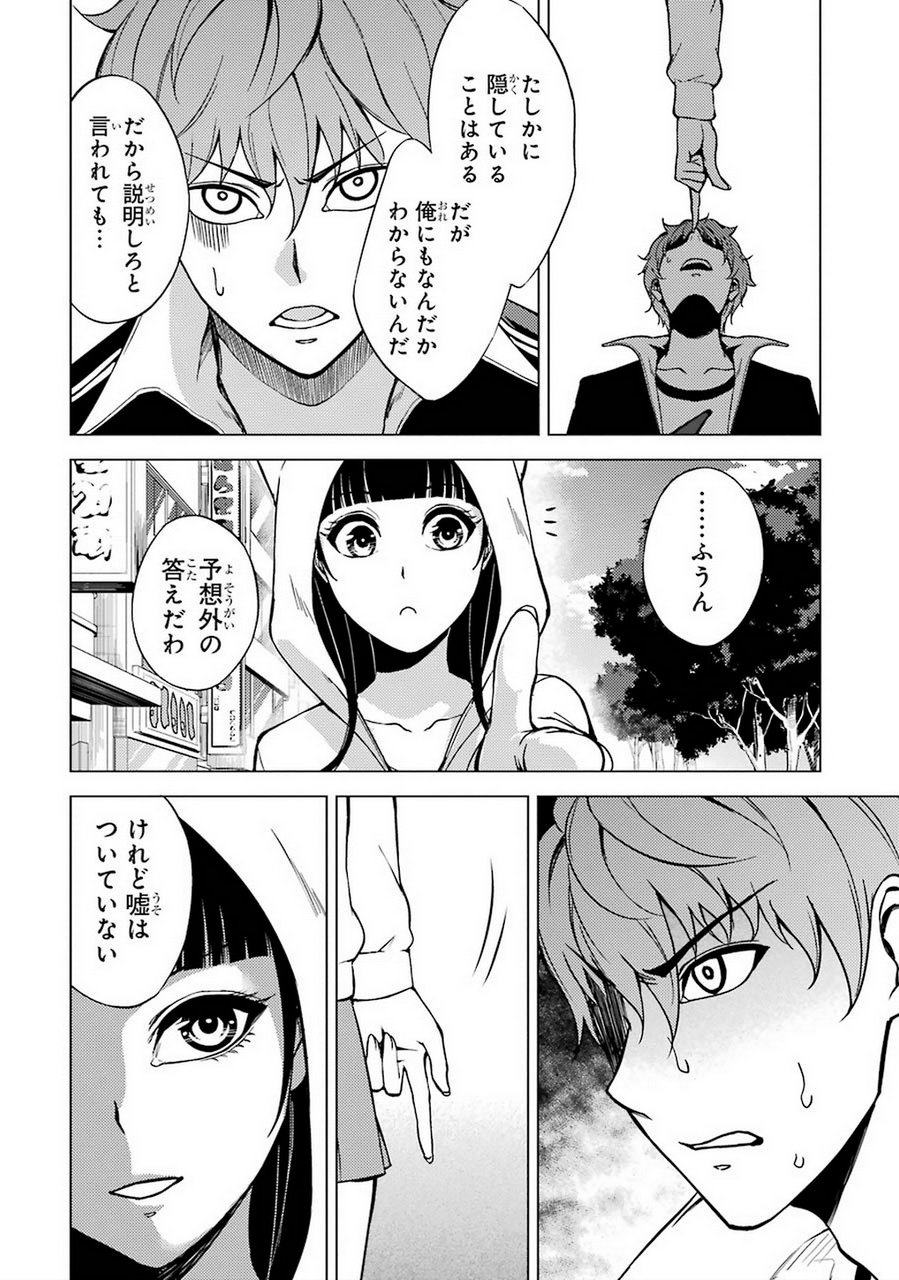 たしかに
隠している
ことはある
だが
俺にもなんだか
わからないんだ
だから説明しろと
言われても…
……ふうん
予想外の
答えだわ
けれど嘘は
ついていない